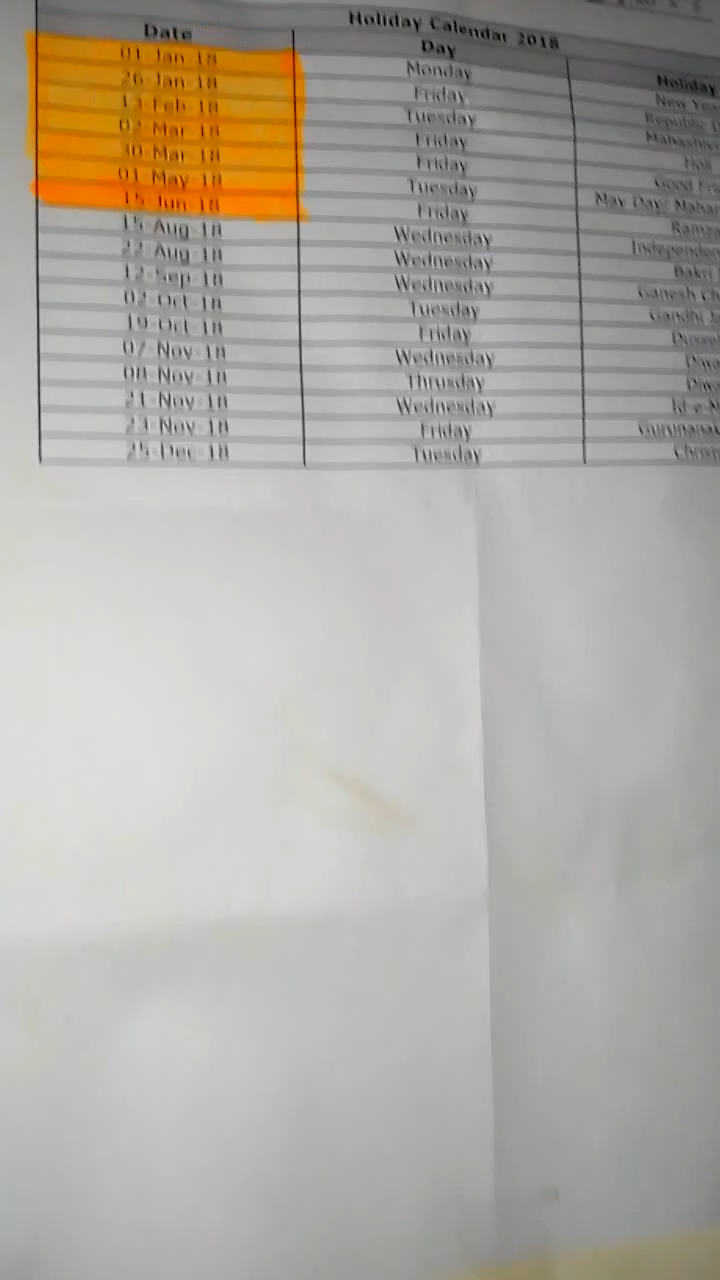 Holiday Calendar 2018
Date Day Holiday
01-Jan-18 Monday New Yea
26-Jan-18 Friday Republic
13-Feb-18 Tuesday Mahashiv
02-Mar-18 Friday Holi
30-Mar-18 Friday Good Fri
01-May-18 Tuesday May Day/ Mahar
15-Jun-18 Friday Ramza
15-Aug-18 Wednesday Independen
22-Aug-18 Wednesday Bakri
12-Sep-18 Wednesday Ganesh Ch
02-Oct-18 Tuesday Gandhi
19-Oct-18 Friday Dusse
07-Nov-18 Wednesday Diwa
08-Nov-18 Thrusday Diwa
21-Nov-18 Wednesday Id-e-M
23-Nov-18 Friday Gurunanak
25-Dec-18 Tuesday Christ